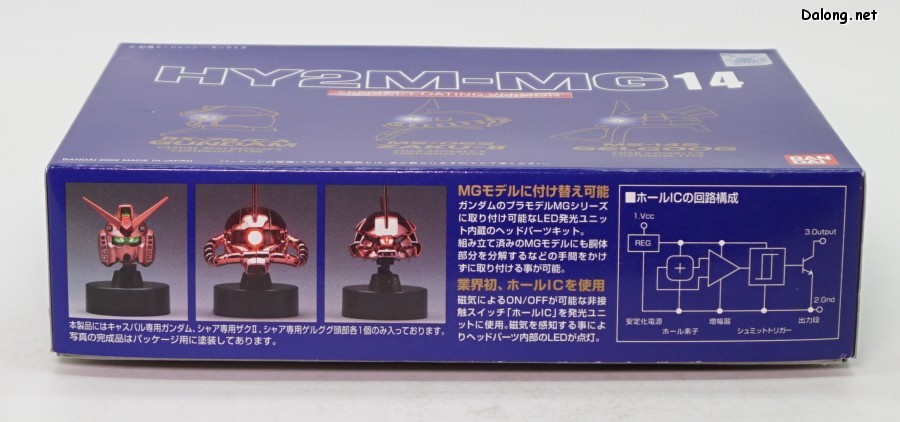 Dalong.net
HY2M-MG14
SPECIAL COATING VERSION
GUNDAM
ZAKU-II
MS-14S
GELGOOG
BANDAI 2002 MADE IN JAPAN
BAN
DAI
MGモデルに付け替え可能
ガンダムのプラモデルMGシリーズ
に取り付け可能なLED発光ユニッ
ト内蔵のヘッドパーツキット。
組み立て済みのMGモデルにも胴体
部分を分解するなどの手間をかけ
ずに取り付ける事が可能。
業界初、ホールICを使用
磁気によるON/OFFが可能な非接
触スイッチ「ホールIC」を発光ユニ
ットに使用。磁気を感知する事によ
りヘッドパーツ内部のLEDが点灯。
本製品にはキャスバル専用ガンダム、シャア専用ザクⅡ、シャア専用ゲルググ頭部各1個のみ入っております。
写真の完成品はパッケージ用に塗装してあります。
■ホールICの回路構成
1.Vcc
REG.
3.Output
2.Gnd
安定化電源
ホール素子
増幅器
シュミットトリガー
出力段